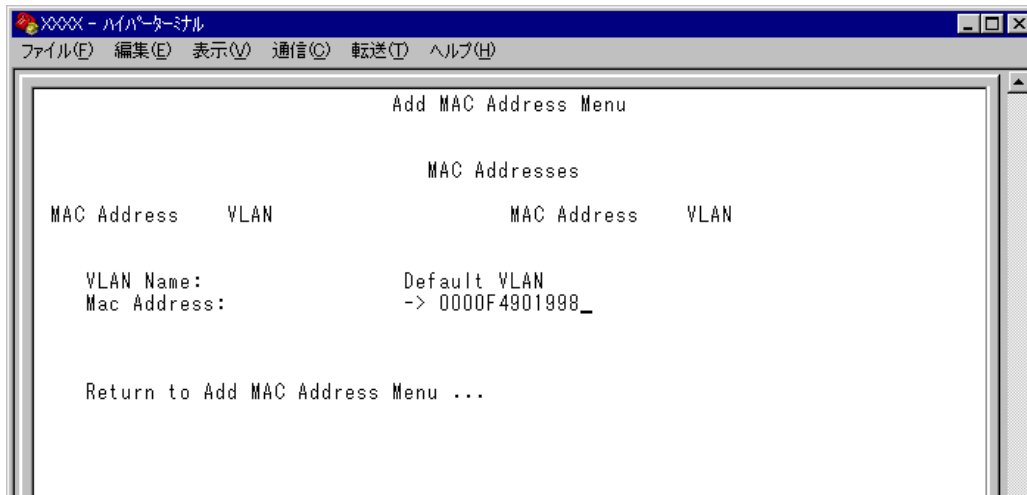 XXXX - ﾊｲﾊﾟｰﾀｰﾐﾅﾙ
ファイル(F) 編集(E) 表示(V) 通信(C) 転送(T) ヘルプ(H)
Add MAC Address Menu
MAC Addresses
MAC Address VLAN MAC Address VLAN
VLAN Name: Default VLAN
Mac Address: -> 0000F4901998_
Return to Add MAC Address Menu ...